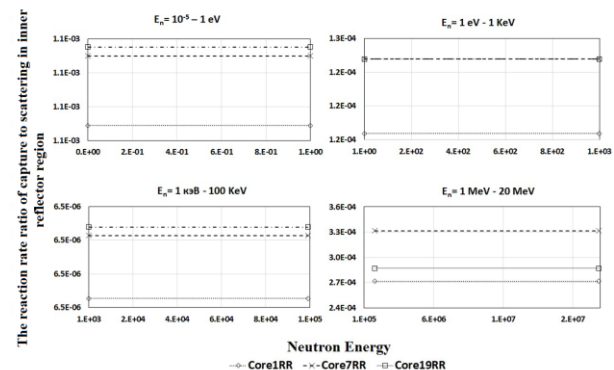 The reaction rate ratio of capture to scattering in inner
reflector region
Eₙ= 10⁻⁵ – 1 eV
1.1E-03
1.1E-03
1.1E-03
1.1E-03
0.E+00 2.E-01 4.E-01 6.E-01 8.E-01 1.E+00
Eₙ= 1 eV - 1 KeV
1.3E-04
1.2E-04
1.2E-04
1.2E-04
1.E+00 2.E+02 4.E+02 6.E+02 8.E+02 1.E+03
Eₙ= 1 кэВ - 100 KeV
6.5E-06
6.5E-06
6.5E-06
6.5E-06
1.E+03 2.E+04 4.E+04 6.E+04 8.E+04 1.E+05
Eₙ= 1 MeV - 20 MeV
3.6E-04
3.3E-04
3.0E-04
2.7E-04
2.4E-04
1.E+05 6.E+06 1.E+07 2.E+07
Neutron Energy
Core1RR Core7RR Core19RR